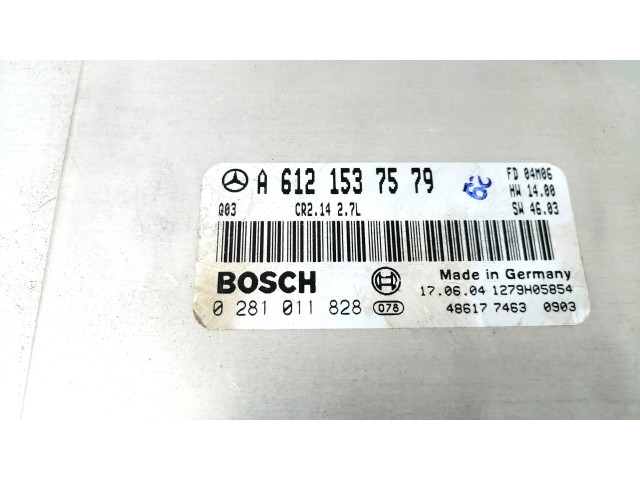 A 612 153 75 79
FD 04M06
HW 14.00
Q03 CR2.14 2.7L SW 46.03
BOSCH
Made in Germany
0 281 011 828 078
17.06.04 1279H05854
48617 7463 0903